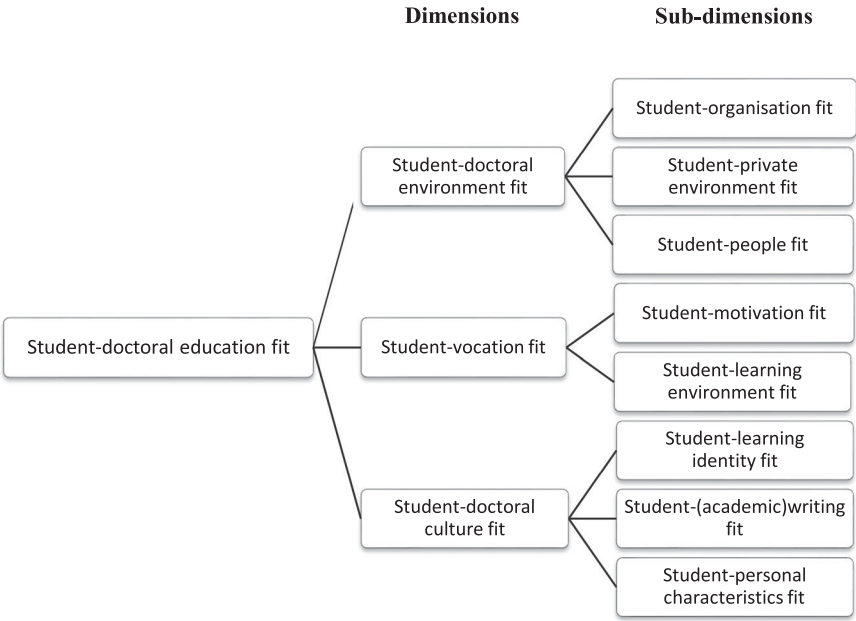 Dimensions
Sub-dimensions
Student-organisation fit
Student-doctoral
environment fit
Student-private
environment fit
Student-people fit
Student-doctoral education fit
Student-vocation fit
Student-motivation fit
Student-learning
environment fit
Student-doctoral
culture fit
Student-learning
identity fit
Student-(academic)writing
fit
Student-personal
characteristics fit